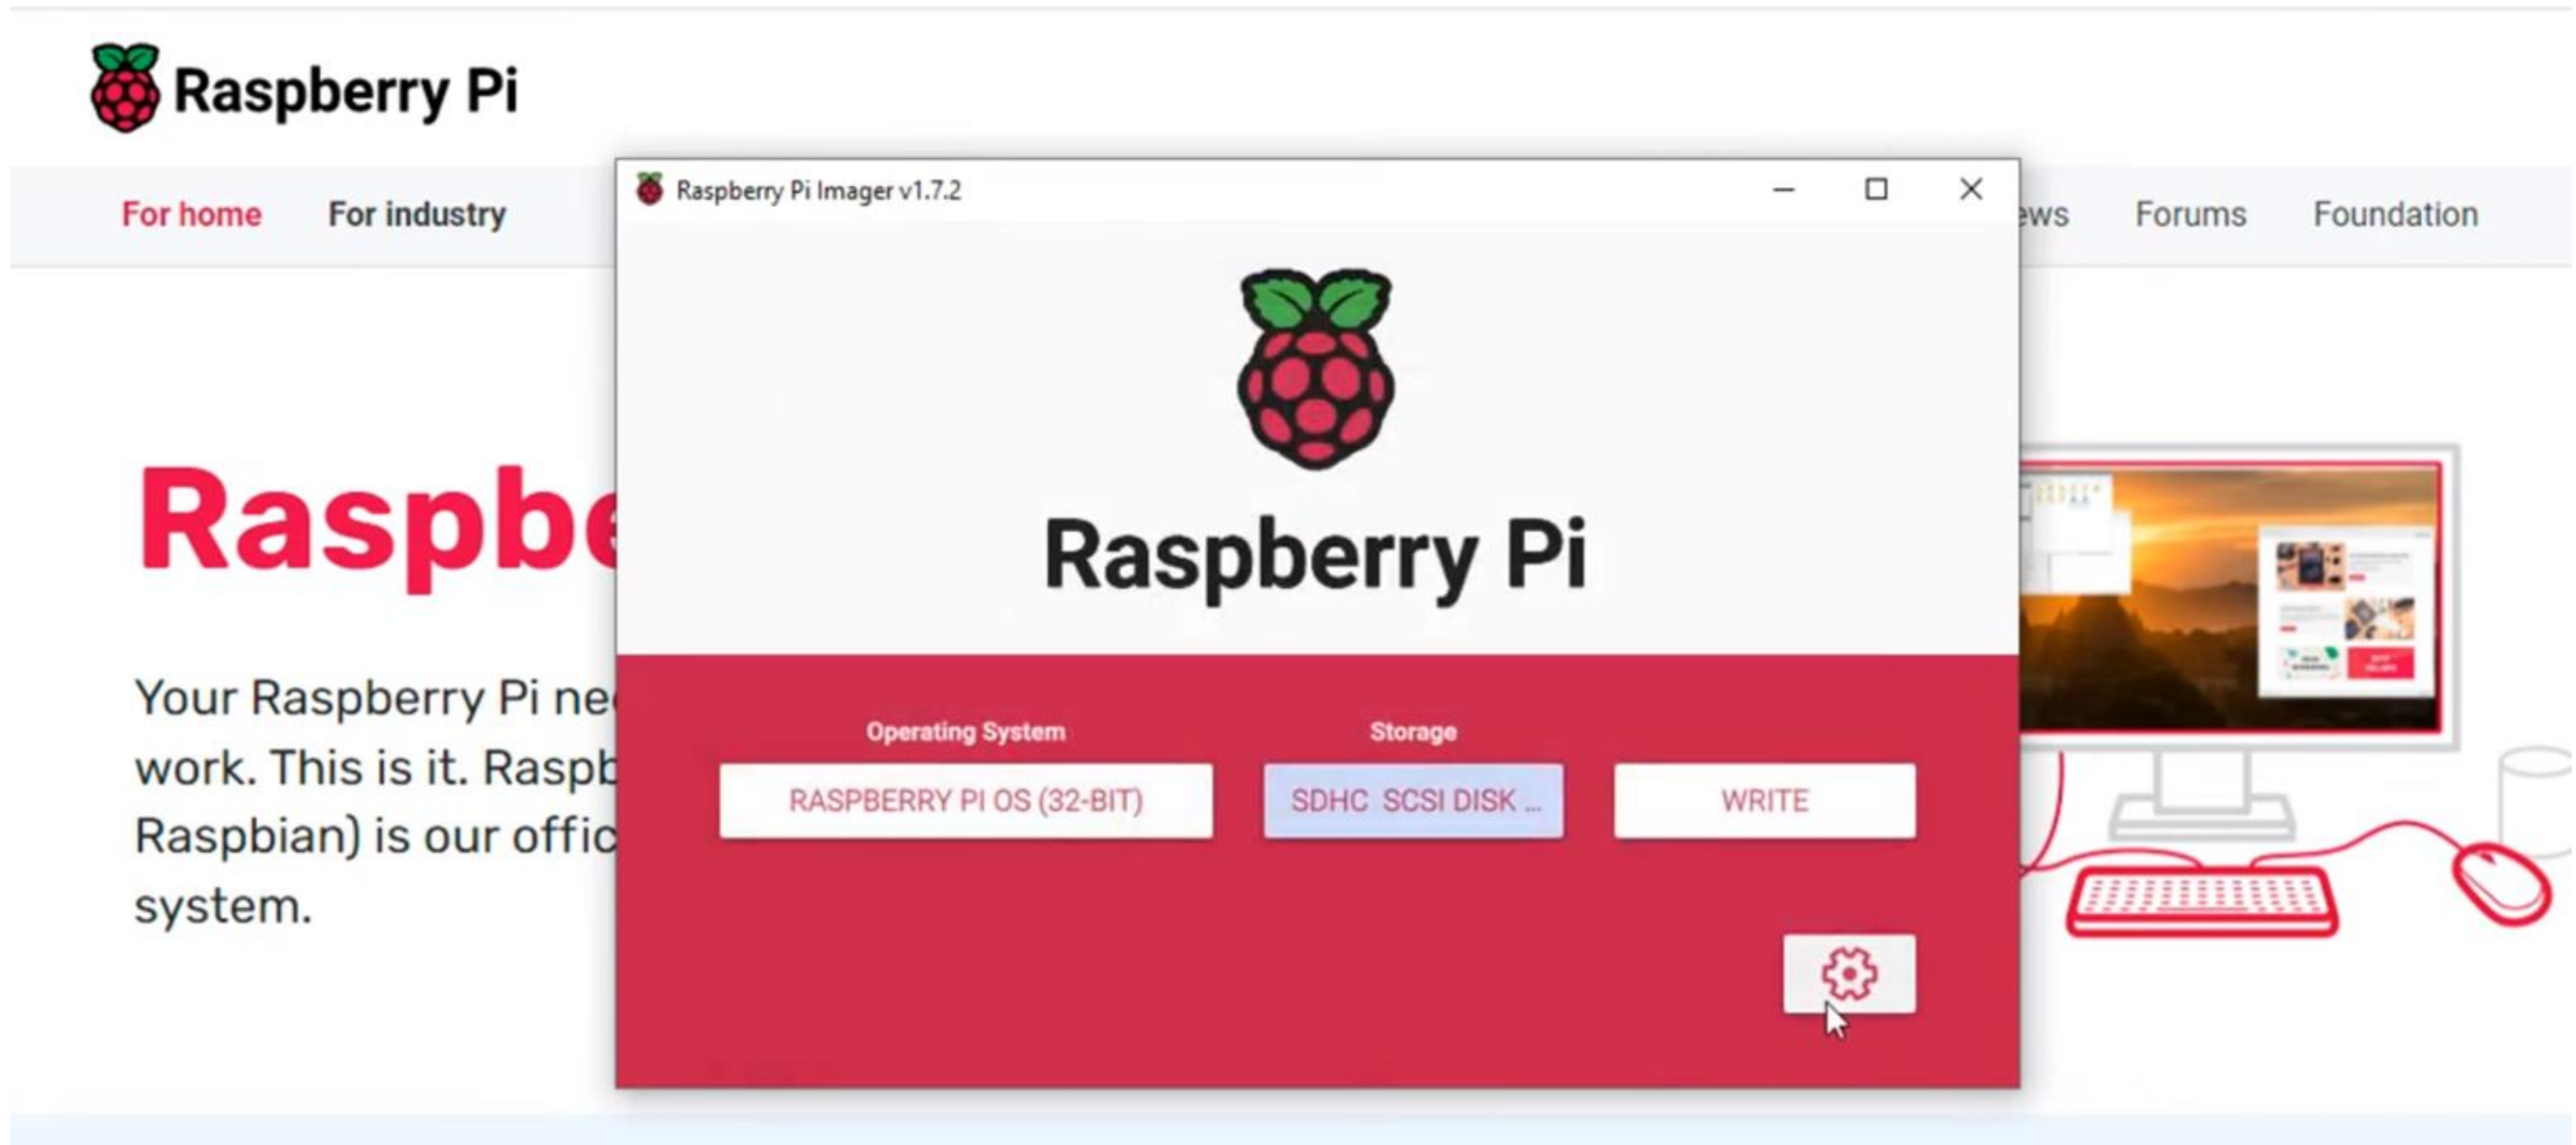 Raspberry Pi
For home For industry
Forums Foundation
Raspberry Pi Imager v1.7.2
Raspberry Pi
Raspbe
Your Raspberry Pi ne
work. This is it. Raspb
Raspbian) is our offic
system.
Operating System Storage
RASPBERRY PI OS (32-BIT) SDHC SCSI DISK ... WRITE